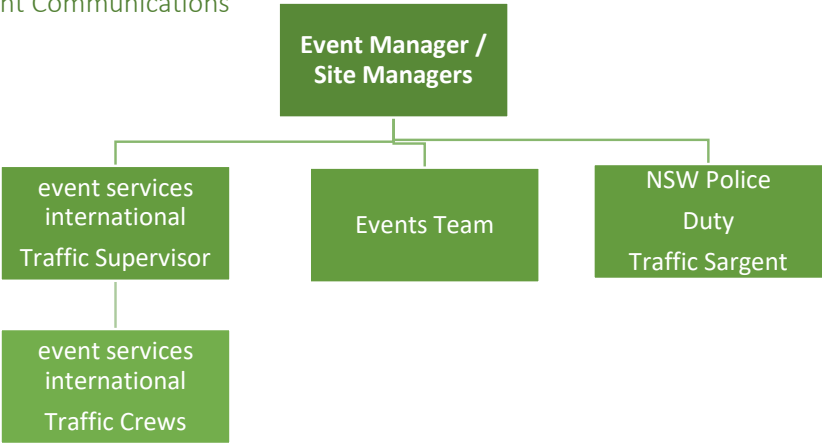 nt Communications
Event Manager /
Site Managers
event services
international
Traffic Supervisor
Events Team
NSW Police
Duty
Traffic Sargent
event services
international
Traffic Crews